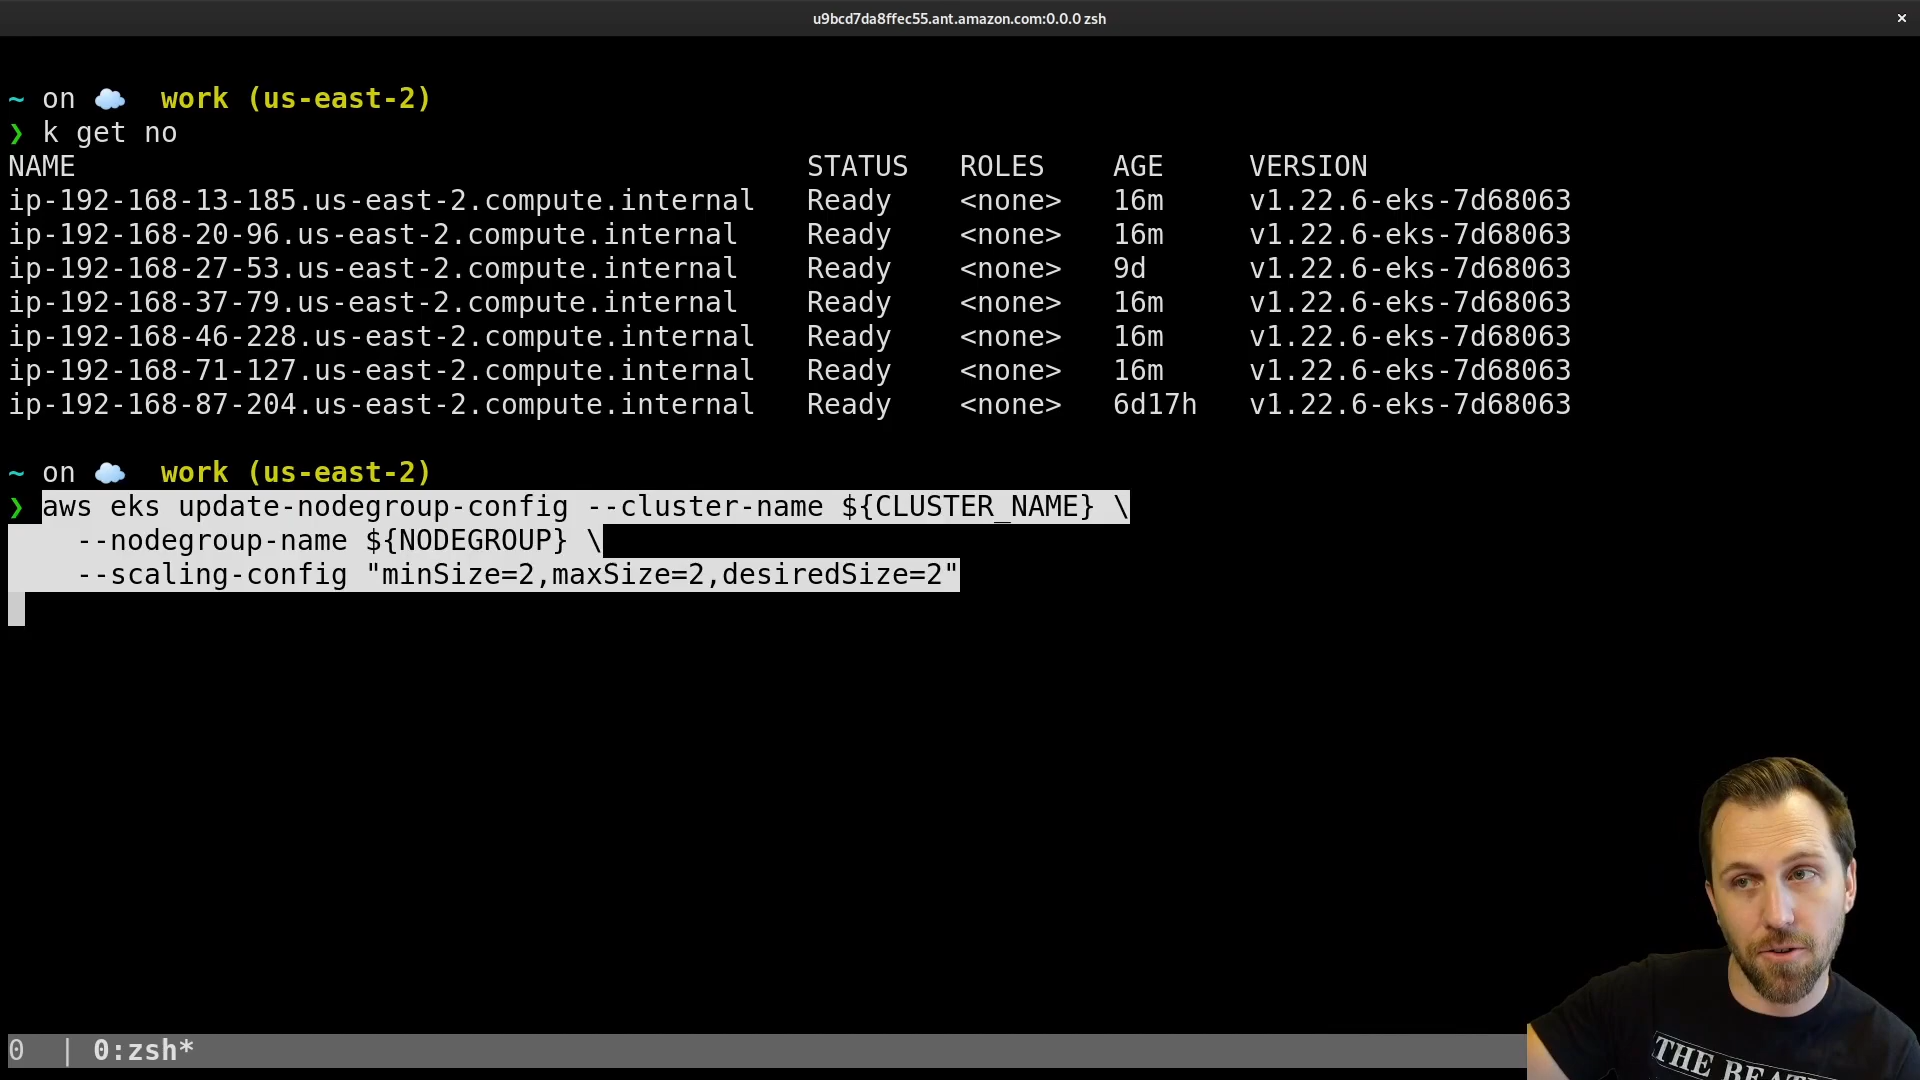 u9bcd7da8ffec55.ant.amazon.com:0.0.0 zsh ×
~ on ☁️ work (us-east-2)
❯ k get no
NAME STATUS ROLES AGE VERSION
ip-192-168-13-185.us-east-2.compute.internal Ready <none> 16m v1.22.6-eks-7d68063
ip-192-168-20-96.us-east-2.compute.internal Ready <none> 16m v1.22.6-eks-7d68063
ip-192-168-27-53.us-east-2.compute.internal Ready <none> 9d v1.22.6-eks-7d68063
ip-192-168-37-79.us-east-2.compute.internal Ready <none> 16m v1.22.6-eks-7d68063
ip-192-168-46-228.us-east-2.compute.internal Ready <none> 16m v1.22.6-eks-7d68063
ip-192-168-71-127.us-east-2.compute.internal Ready <none> 16m v1.22.6-eks-7d68063
ip-192-168-87-204.us-east-2.compute.internal Ready <none> 6d17h v1.22.6-eks-7d68063
~ on ☁️ work (us-east-2)
❯ aws eks update-nodegroup-config --cluster-name ${CLUSTER_NAME} \
--nodegroup-name ${NODEGROUP} \
--scaling-config "minSize=2,maxSize=2,desiredSize=2"
0 | 0:zsh*
THE